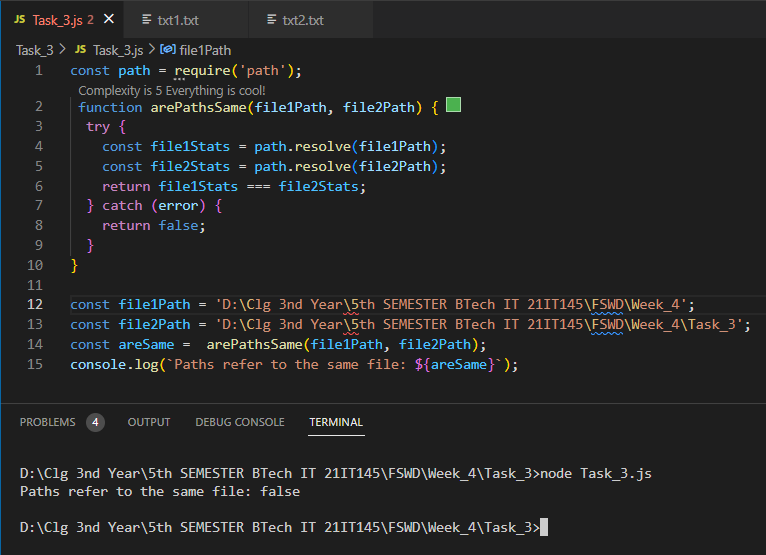 JS Task_3.js 2 × txt1.txt txt2.txt
Task_3 > JS Task_3.js > file1Path
1 const path = require('path');
Complexity is 5 Everything is cool!
2 function arePathsSame(file1Path, file2Path) {
3 try {
4 const file1Stats = path.resolve(file1Path);
5 const file2Stats = path.resolve(file2Path);
6 return file1Stats === file2Stats;
7 } catch (error) {
8 return false;
9 }
10 }
11
12 const file1Path = 'D:\Clg 3nd Year\5th SEMESTER BTech IT 21IT145\FSWD\Week_4';
13 const file2Path = 'D:\Clg 3nd Year\5th SEMESTER BTech IT 21IT145\FSWD\Week_4\Task_3';
14 const areSame =  arePathsSame(file1Path, file2Path);
15 console.log(`Paths refer to the same file: ${areSame}`);
PROBLEMS 4 OUTPUT DEBUG CONSOLE TERMINAL
D:\Clg 3nd Year\5th SEMESTER BTech IT 21IT145\FSWD\Week_4\Task_3>node Task_3.js
Paths refer to the same file: false
D:\Clg 3nd Year\5th SEMESTER BTech IT 21IT145\FSWD\Week_4\Task_3>